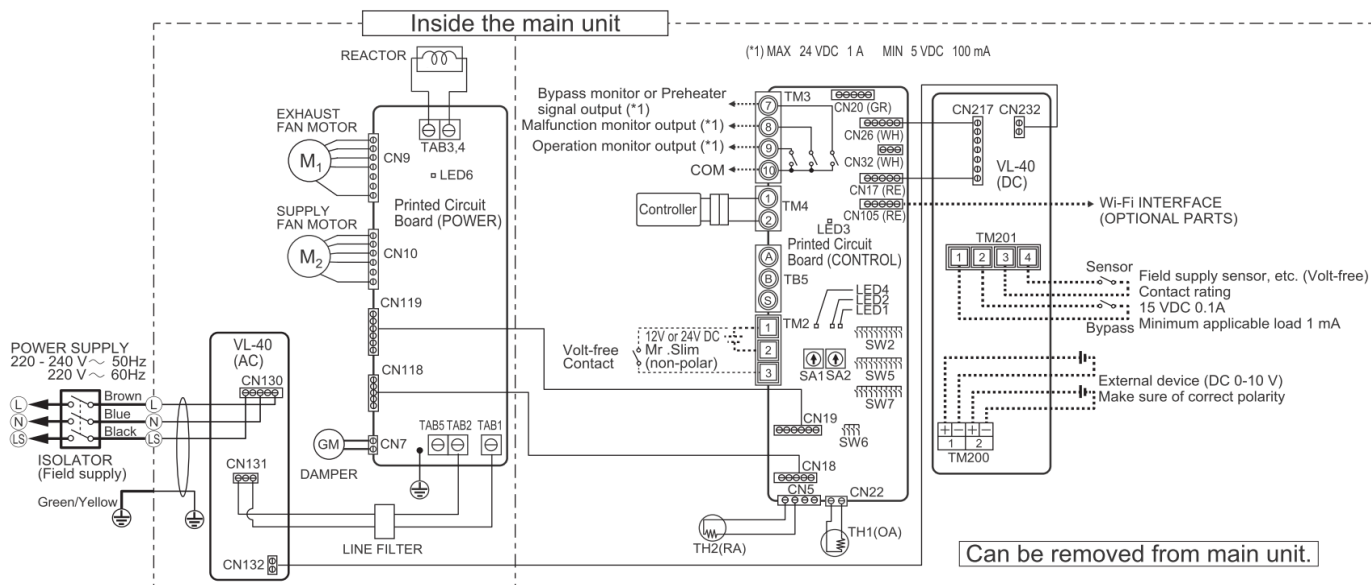 Inside the main unit
REACTOR
(*1) MAX 24 VDC 1 A MIN 5 VDC 100 mA
EXHAUST
FAN MOTOR
M1
CN9
TAB3,4
LED6
Printed Circuit
Board (POWER)
SUPPLY
FAN MOTOR
M2
CN10
CN119
CN118
GM
CN7
DAMPER
TAB5 TAB2 TAB1
LINE FILTER
POWER SUPPLY
220 - 240 V～ 50Hz
220 V～ 60Hz
L
N
LS
Brown
Blue
Black
L
N
LS
ISOLATOR
(Field supply)
Green/Yellow
VL-40
(AC)
CN130
CN131
CN132
Bypass monitor or Preheater
signal output (*1)
Malfunction monitor output (*1)
Operation monitor output (*1)
COM
7
8
9
10
TM3
Controller
1
2
TM4
A
B
S
TB5
Volt-free
Contact
12V or 24V DC
Mr .Slim
(non-polar)
1
2
3
TM2
CN20 (GR)
CN26 (WH)
CN32 (WH)
CN17 (RE)
CN105 (RE)
LED3
Printed Circuit
Board (CONTROL)
LED4
LED2
LED1
SA1 SA2
SW2
SW5
SW7
SW6
CN19
CN18
CN5
CN22
TH2(RA)
TH1(OA)
CN217
CN232
VL-40
(DC)
Wi-Fi INTERFACE
(OPTIONAL PARTS)
TM201
1 2 3 4
Sensor
Bypass
Field supply sensor, etc. (Volt-free)
Contact rating
15 VDC 0.1A
Minimum applicable load 1 mA
External device (DC 0-10 V)
Make sure of correct polarity
+ − + −
1 2
TM200
Can be removed from main unit.